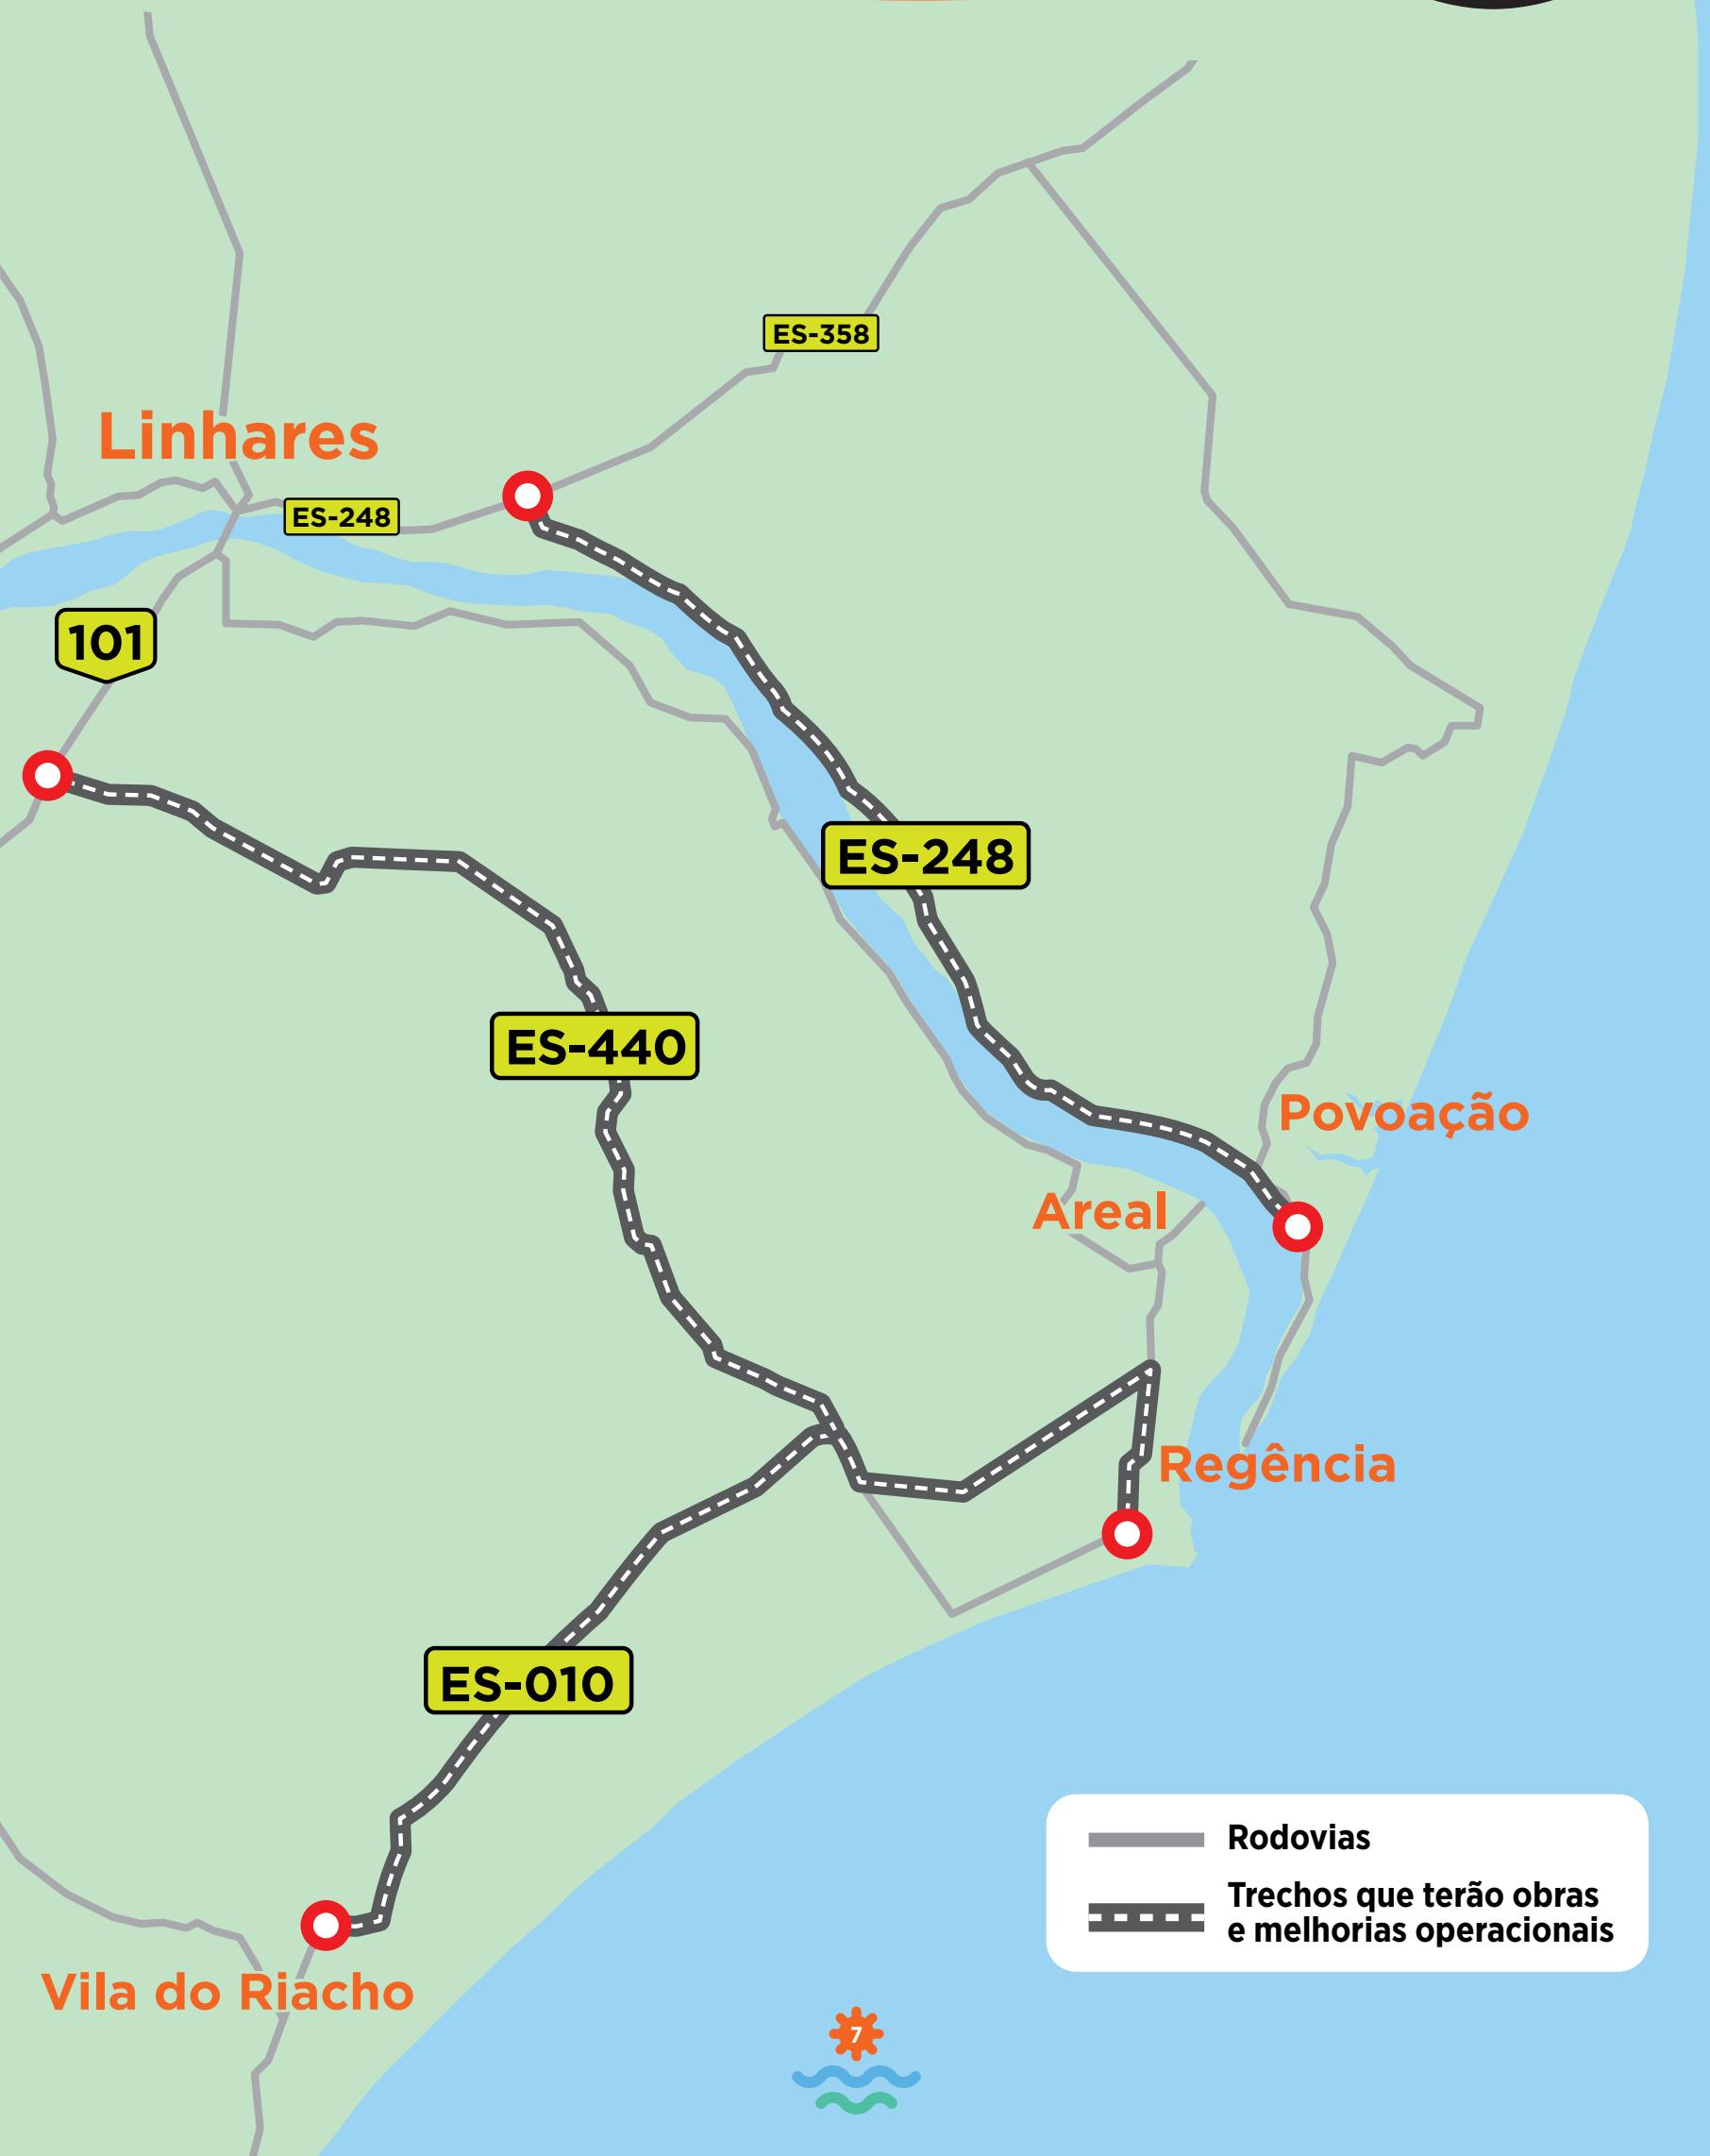 ES-358
Linhares
ES-248
101
ES-248
ES-440
Povoação
Areal
Regência
ES-010
Rodovias
Trechos que terão obras
e melhorias operacionais
Vila do Riacho
7